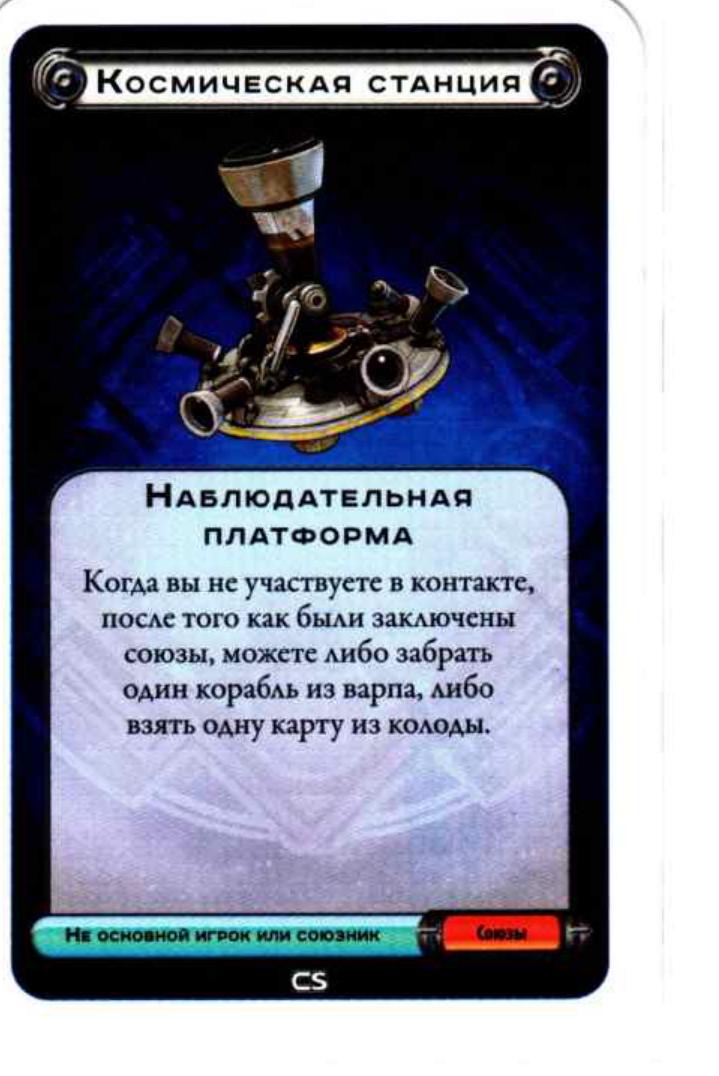 Космическая станция
Наблюдательная
платформа
Когда вы не участвуете в контакте,
после того как были заключены
союзы, можете либо забрать
один корабль из варпа, либо
взять одну карту из колоды.
Не основной игрок или союзник
Союзы
CS